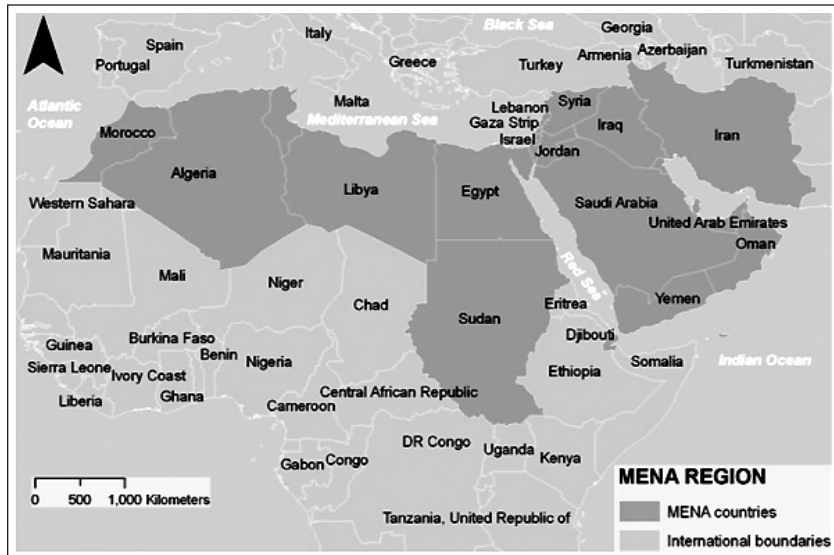 Black Sea
Georgia
Spain
Italy
Portugal
Greece
Turkey
Armenia
Azerbaijan
Turkmenistan
Atlantic
Ocean
Malta
Mediterranean Sea
Lebanon
Syria
Gaza Strip
Israel
Iraq
Iran
Jordan
Morocco
Algeria
Libya
Egypt
Saudi Arabia
Western Sahara
United Arab Emirates
Oman
Mauritania
Mali
Niger
Chad
Red Sea
Sudan
Eritrea
Yemen
Djibouti
Guinea
Burkina Faso
Benin
Nigeria
Sierra Leone
Ivory Coast
Liberia
Ghana
Ethiopia
Somalia
Indian Ocean
Central African Republic
Cameroon
DR Congo
Uganda
Kenya
Gabon
Congo
Tanzania, United Republic of
0 500 1,000 Kilometers
MENA REGION
MENA countries
International boundaries